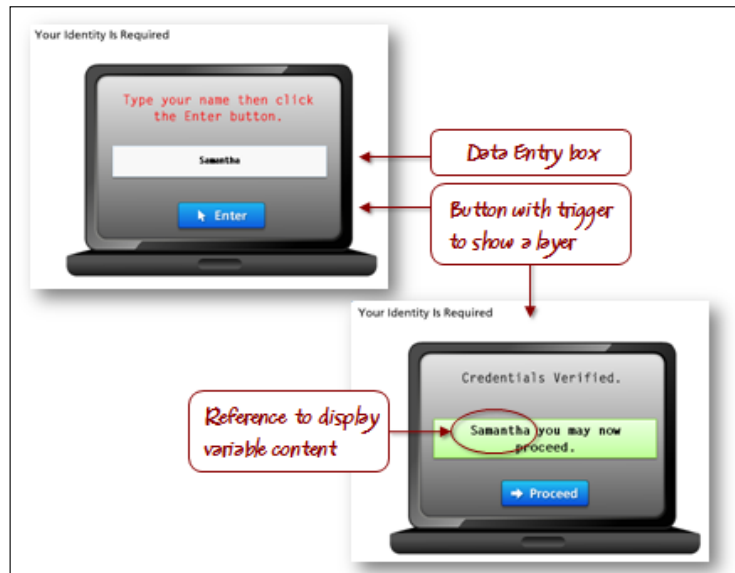 Your Identity Is Required
Type your name then click
the Enter button.
Samantha
Enter
Data Entry box
Button with trigger
to show a layer
Your Identity Is Required
Credentials Verified.
Reference to display
variable content
Samantha you may now
proceed.
Proceed